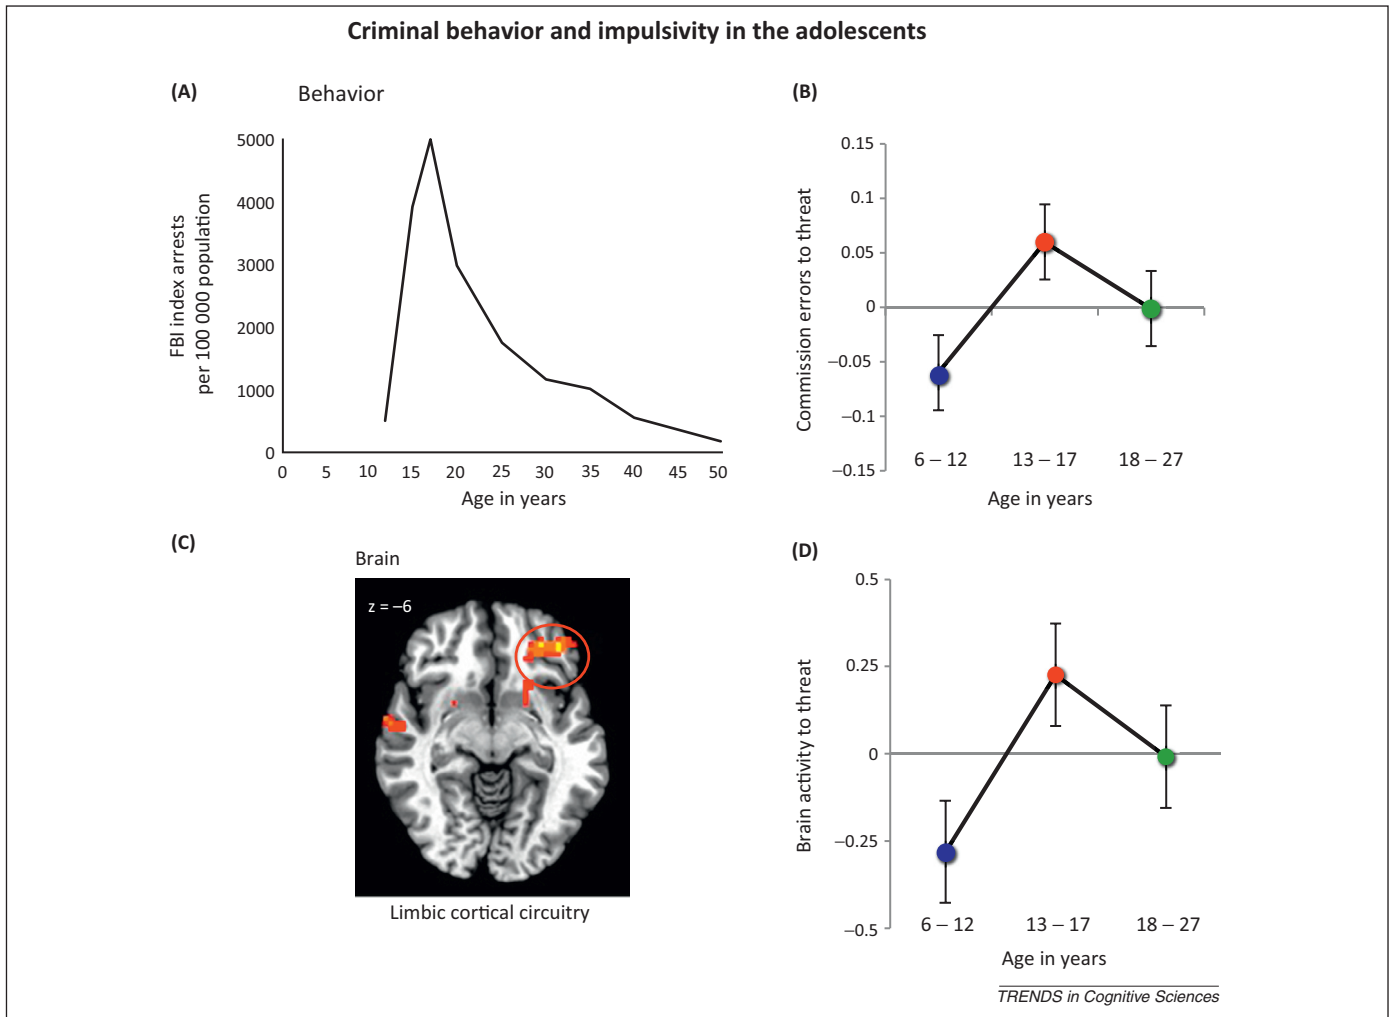 Criminal behavior and impulsivity in the adolescents
(A)
Behavior
FBI index arrests
per 100 000 population
5000
4000
3000
2000
1000
0
0 5 10 15 20 25 30 35 40 45 50
Age in years
(B)
Commission errors to threat
0.15
0.1
0.05
0
–0.05
–0.1
–0.15
6 – 12 13 – 17 18 – 27
Age in years
(C)
Brain
z = –6
Limbic cortical circuitry
(D)
Brain activity to threat
0.5
0.25
0
–0.25
–0.5
6 – 12 13 – 17 18 – 27
Age in years
TRENDS in Cognitive Sciences